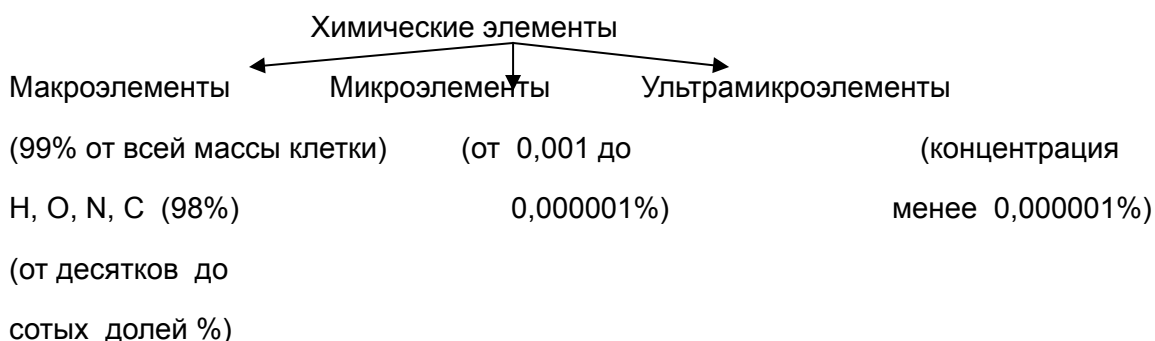 Химические элементы
Макроэлементы Микроэлементы Ультрамикроэлементы
(99% от всей массы клетки) (от 0,001 до (концентрация
H, O, N, C (98%) 0,000001%) менее 0,000001%)
(от десятков до
сотых долей %)